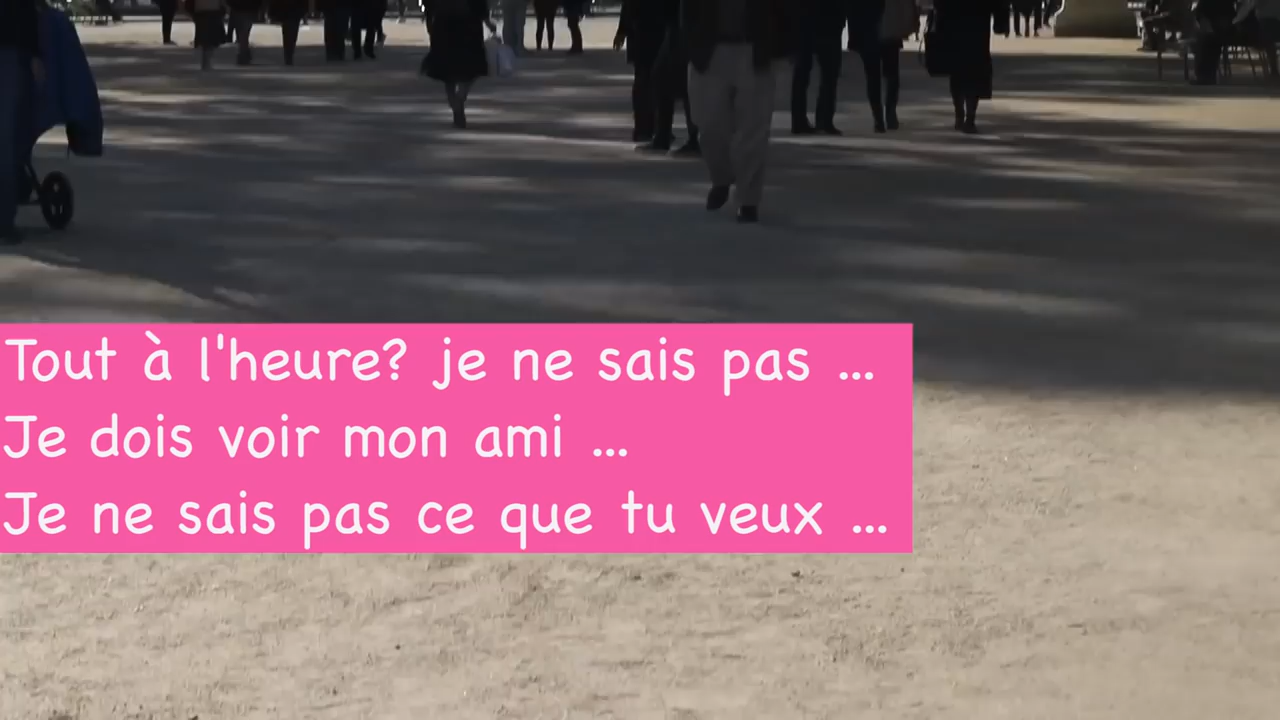 Tout à l'heure? je ne sais pas ...
Je dois voir mon ami ...
Je ne sais pas ce que tu veux ...